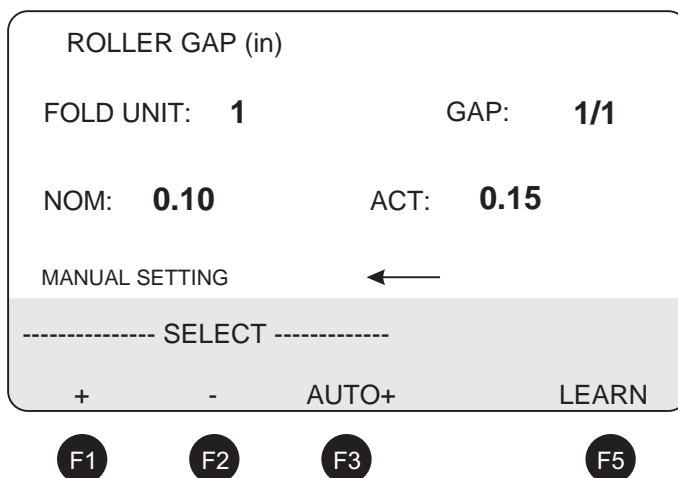 ROLLER GAP (in)
FOLD UNIT: 1 GAP: 1/1
NOM: 0.10 ACT: 0.15
MANUAL SETTING
--------------- SELECT -------------
+ - AUTO+ LEARN
F1 F2 F3 F5